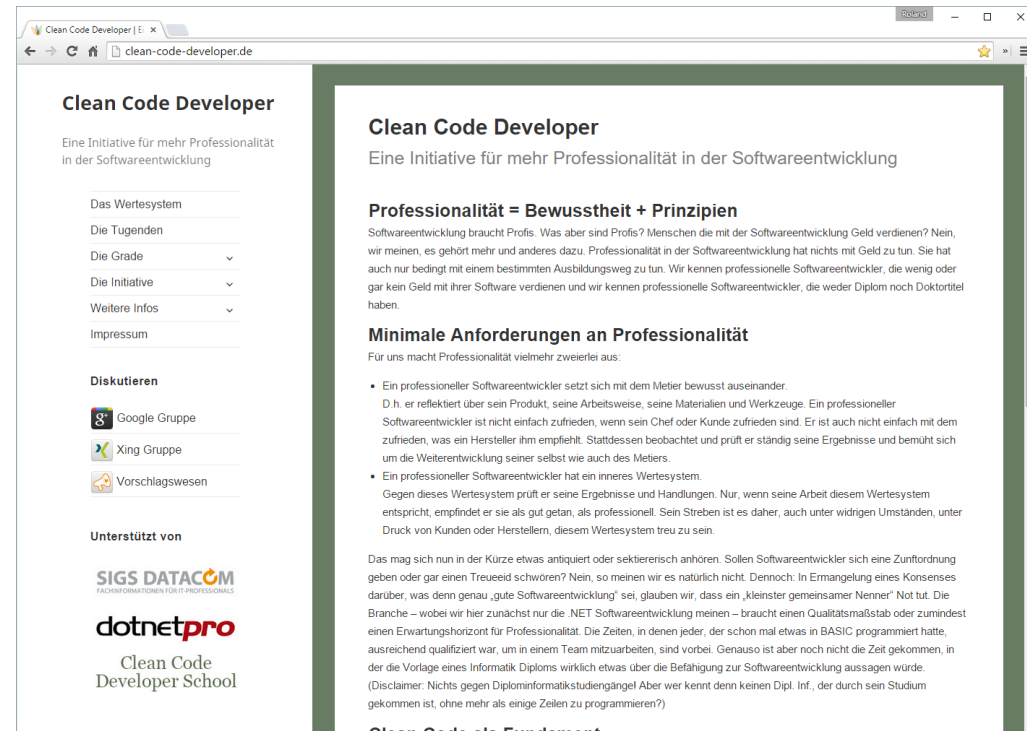 Roland
Clean Code Developer | Ei
clean-code-developer.de
Clean Code Developer
Eine Initiative für mehr Professionalität
in der Softwareentwicklung
Das Wertesystem
Die Tugenden
Die Grade
Die Initiative
Weitere Infos
Impressum
Diskutieren
Google Gruppe
Xing Gruppe
Vorschlagswesen
Unterstützt von
SIGS DATACOM
FACHINFORMATIONEN FÜR IT-PROFESSIONALS
dotnetpro
Clean Code
Developer School
Clean Code Developer
Eine Initiative für mehr Professionalität in der Softwareentwicklung
Professionalität = Bewusstheit + Prinzipien
Softwareentwicklung braucht Profis. Was aber sind Profis? Menschen die mit der Softwareentwicklung Geld verdienen? Nein,
wir meinen, es gehört mehr und anderes dazu. Professionalität in der Softwareentwicklung hat nichts mit Geld zu tun. Sie hat
auch nur bedingt mit einem bestimmten Ausbildungsweg zu tun. Wir kennen professionelle Softwareentwickler, die wenig oder
gar kein Geld mit ihrer Software verdienen und wir kennen professionelle Softwareentwickler, die weder Diplom noch Doktortitel
haben.
Minimale Anforderungen an Professionalität
Für uns macht Professionalität vielmehr zweierlei aus:
• Ein professioneller Softwareentwickler setzt sich mit dem Metier bewusst auseinander.
D.h. er reflektiert über sein Produkt, seine Arbeitsweise, seine Materialien und Werkzeuge. Ein professioneller
Softwareentwickler ist nicht einfach zufrieden, wenn sein Chef oder Kunde zufrieden sind. Er ist auch nicht einfach mit dem
zufrieden, was ein Hersteller ihm empfiehlt. Stattdessen beobachtet und prüft er ständig seine Ergebnisse und bemüht sich
um die Weiterentwicklung seiner selbst wie auch des Metiers.
• Ein professioneller Softwareentwickler hat ein inneres Wertesystem.
Gegen dieses Wertesystem prüft er seine Ergebnisse und Handlungen. Nur, wenn seine Arbeit diesem Wertesystem
entspricht, empfindet er sie als gut getan, als professionell. Sein Streben ist es daher, auch unter widrigen Umständen, unter
Druck von Kunden oder Herstellern, diesem Wertesystem treu zu sein.
Das mag sich nun in der Kürze etwas antiquiert oder sektiererisch anhören. Sollen Softwareentwickler sich eine Zunftordnung
geben oder gar einen Treueeid schwören? Nein, so meinen wir es natürlich nicht. Dennoch: In Ermangelung eines Konsenses
darüber, was denn genau „gute Softwareentwicklung“ sei, glauben wir, dass ein „kleinster gemeinsamer Nenner“ Not tut. Die
Branche – wobei wir hier zunächst nur die .NET Softwareentwicklung meinen – braucht einen Qualitätsmaßstab oder zumindest
einen Erwartungshorizont für Professionalität. Die Zeiten, in denen jeder, der schon mal etwas in BASIC programmiert hatte,
ausreichend qualifiziert war, um in einem Team mitzuarbeiten, sind vorbei. Genauso ist aber noch nicht die Zeit gekommen, in
der die Vorlage eines Informatik Diploms wirklich etwas über die Befähigung zur Softwareentwicklung aussagen würde.
(Disclaimer: Nichts gegen Diplominformatikstudiengänge! Aber wer kennt denn keinen Dipl. Inf., der durch sein Studium
gekommen ist, ohne mehr als einige Zeilen zu programmieren?)
Clean Code als Fundament